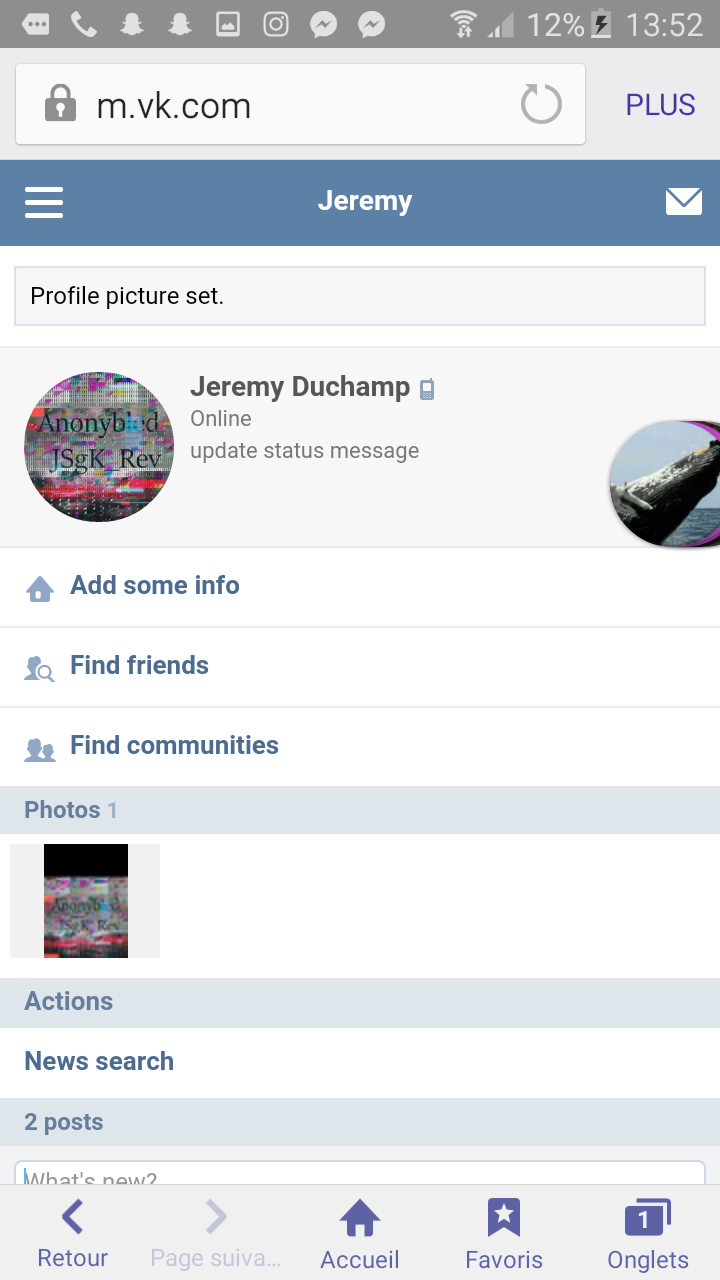 12% 13:52
m.vk.com PLUS
Jeremy
Profile picture set.
Jeremy Duchamp
Online
update status message
Anonybled
JSgK_Rev
Add some info
Find friends
Find communities
Photos 1
Actions
News search
2 posts
What's new?
Retour Page suiva... Accueil Favoris 1 Onglets